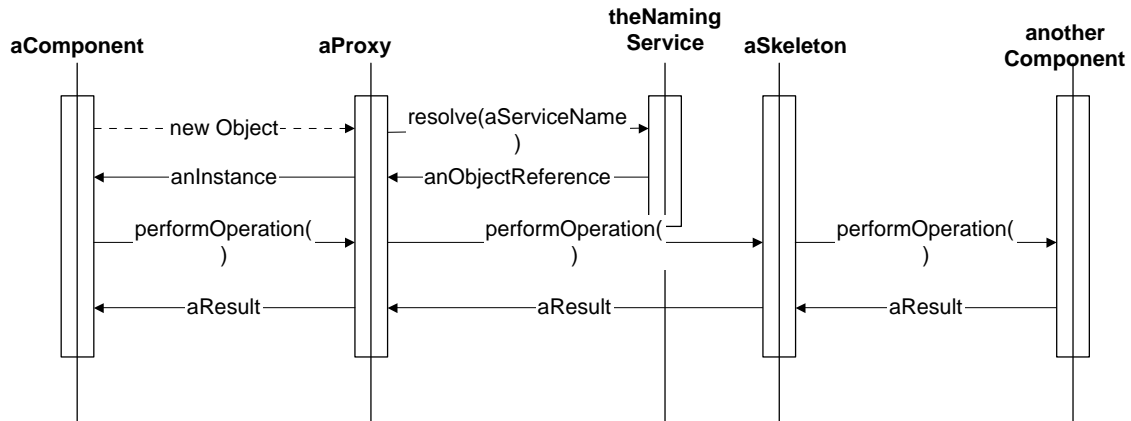 aComponent
aProxy
theNaming
Service
aSkeleton
another
Component
new Object
resolve(aServiceName
)
anInstance
anObjectReference
performOperation(
)
performOperation(
)
performOperation(
)
aResult
aResult
aResult